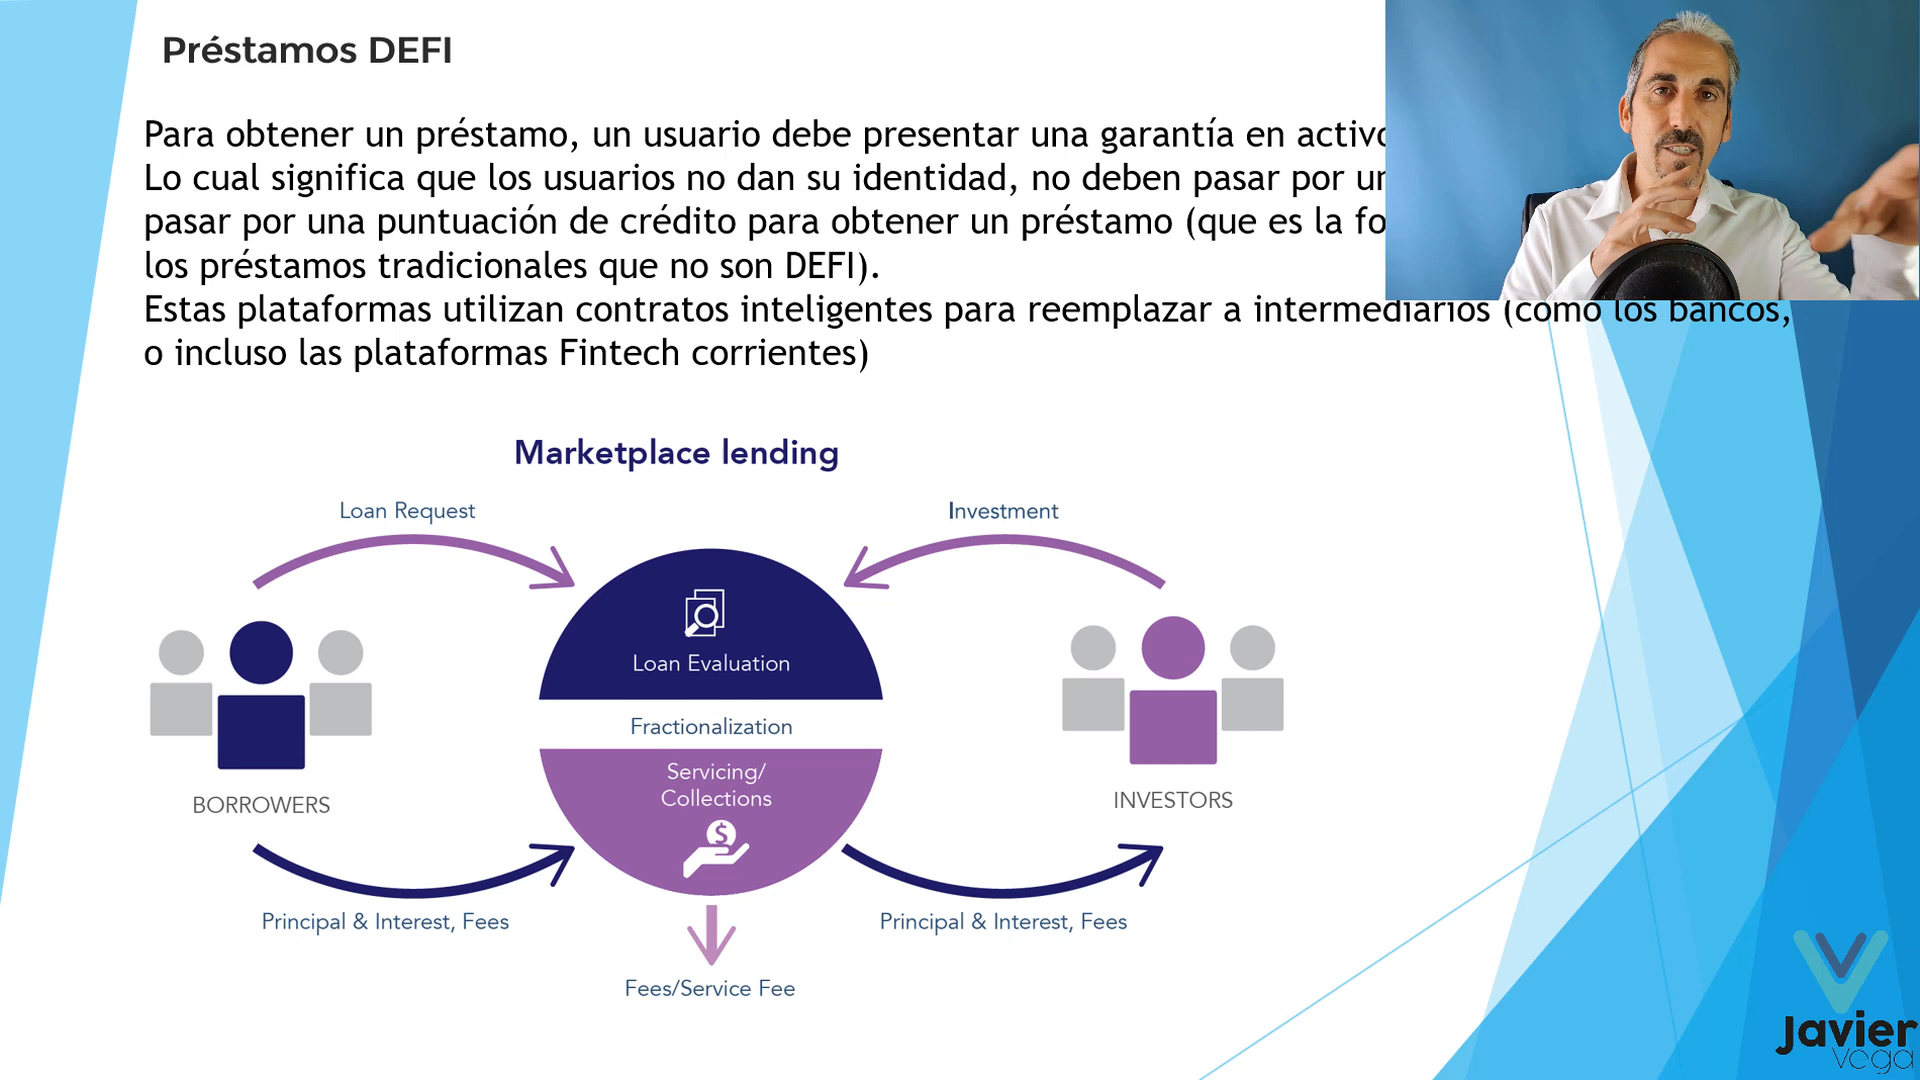 Préstamos DEFI
Para obtener un préstamo, un usuario debe presentar una garantía en
Lo cual significa que los usuarios no dan su identidad, no deben pasar por
pasar por una puntuación de crédito para obtener un préstamo (que es la
los préstamos tradicionales que no son DEFI).
Estas plataformas utilizan contratos inteligentes para reemplazar a intermediarios (como los bancos,
o incluso las plataformas Fintech corrientes)
Marketplace lending
Loan Request
Investment
Loan Evaluation
Fractionalization
Servicing/
Collections
$
BORROWERS
INVESTORS
Principal & Interest, Fees
Principal & Interest, Fees
Fees/Service Fee
Javier
Vega